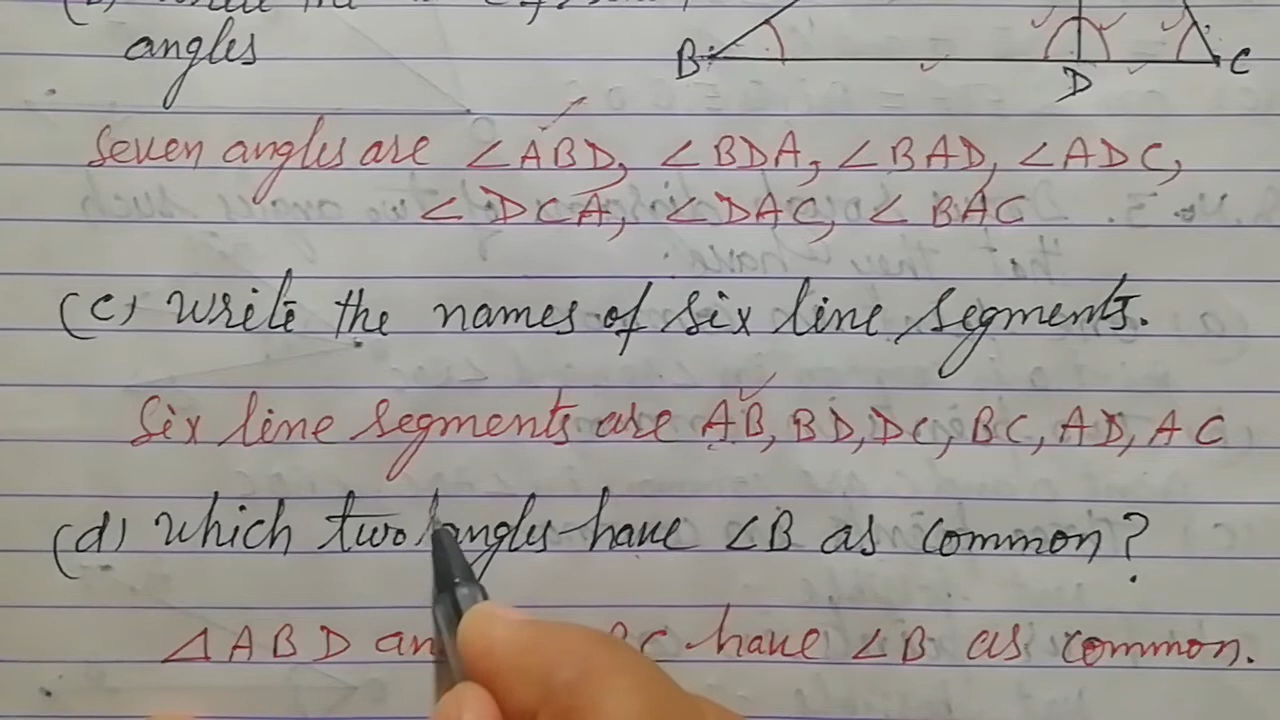 angles
B
D
C
Seven angles are ∠ABD, ∠BDA, ∠BAD, ∠ADC,
∠DCA, ∠DAC, ∠BAC
(c) Write the names of six line segments.
Six line segments are AB, BD, DC, BC, AD, AC
(d) Which two angles have ∠B as common?
△ABD an BC have ∠B as common.